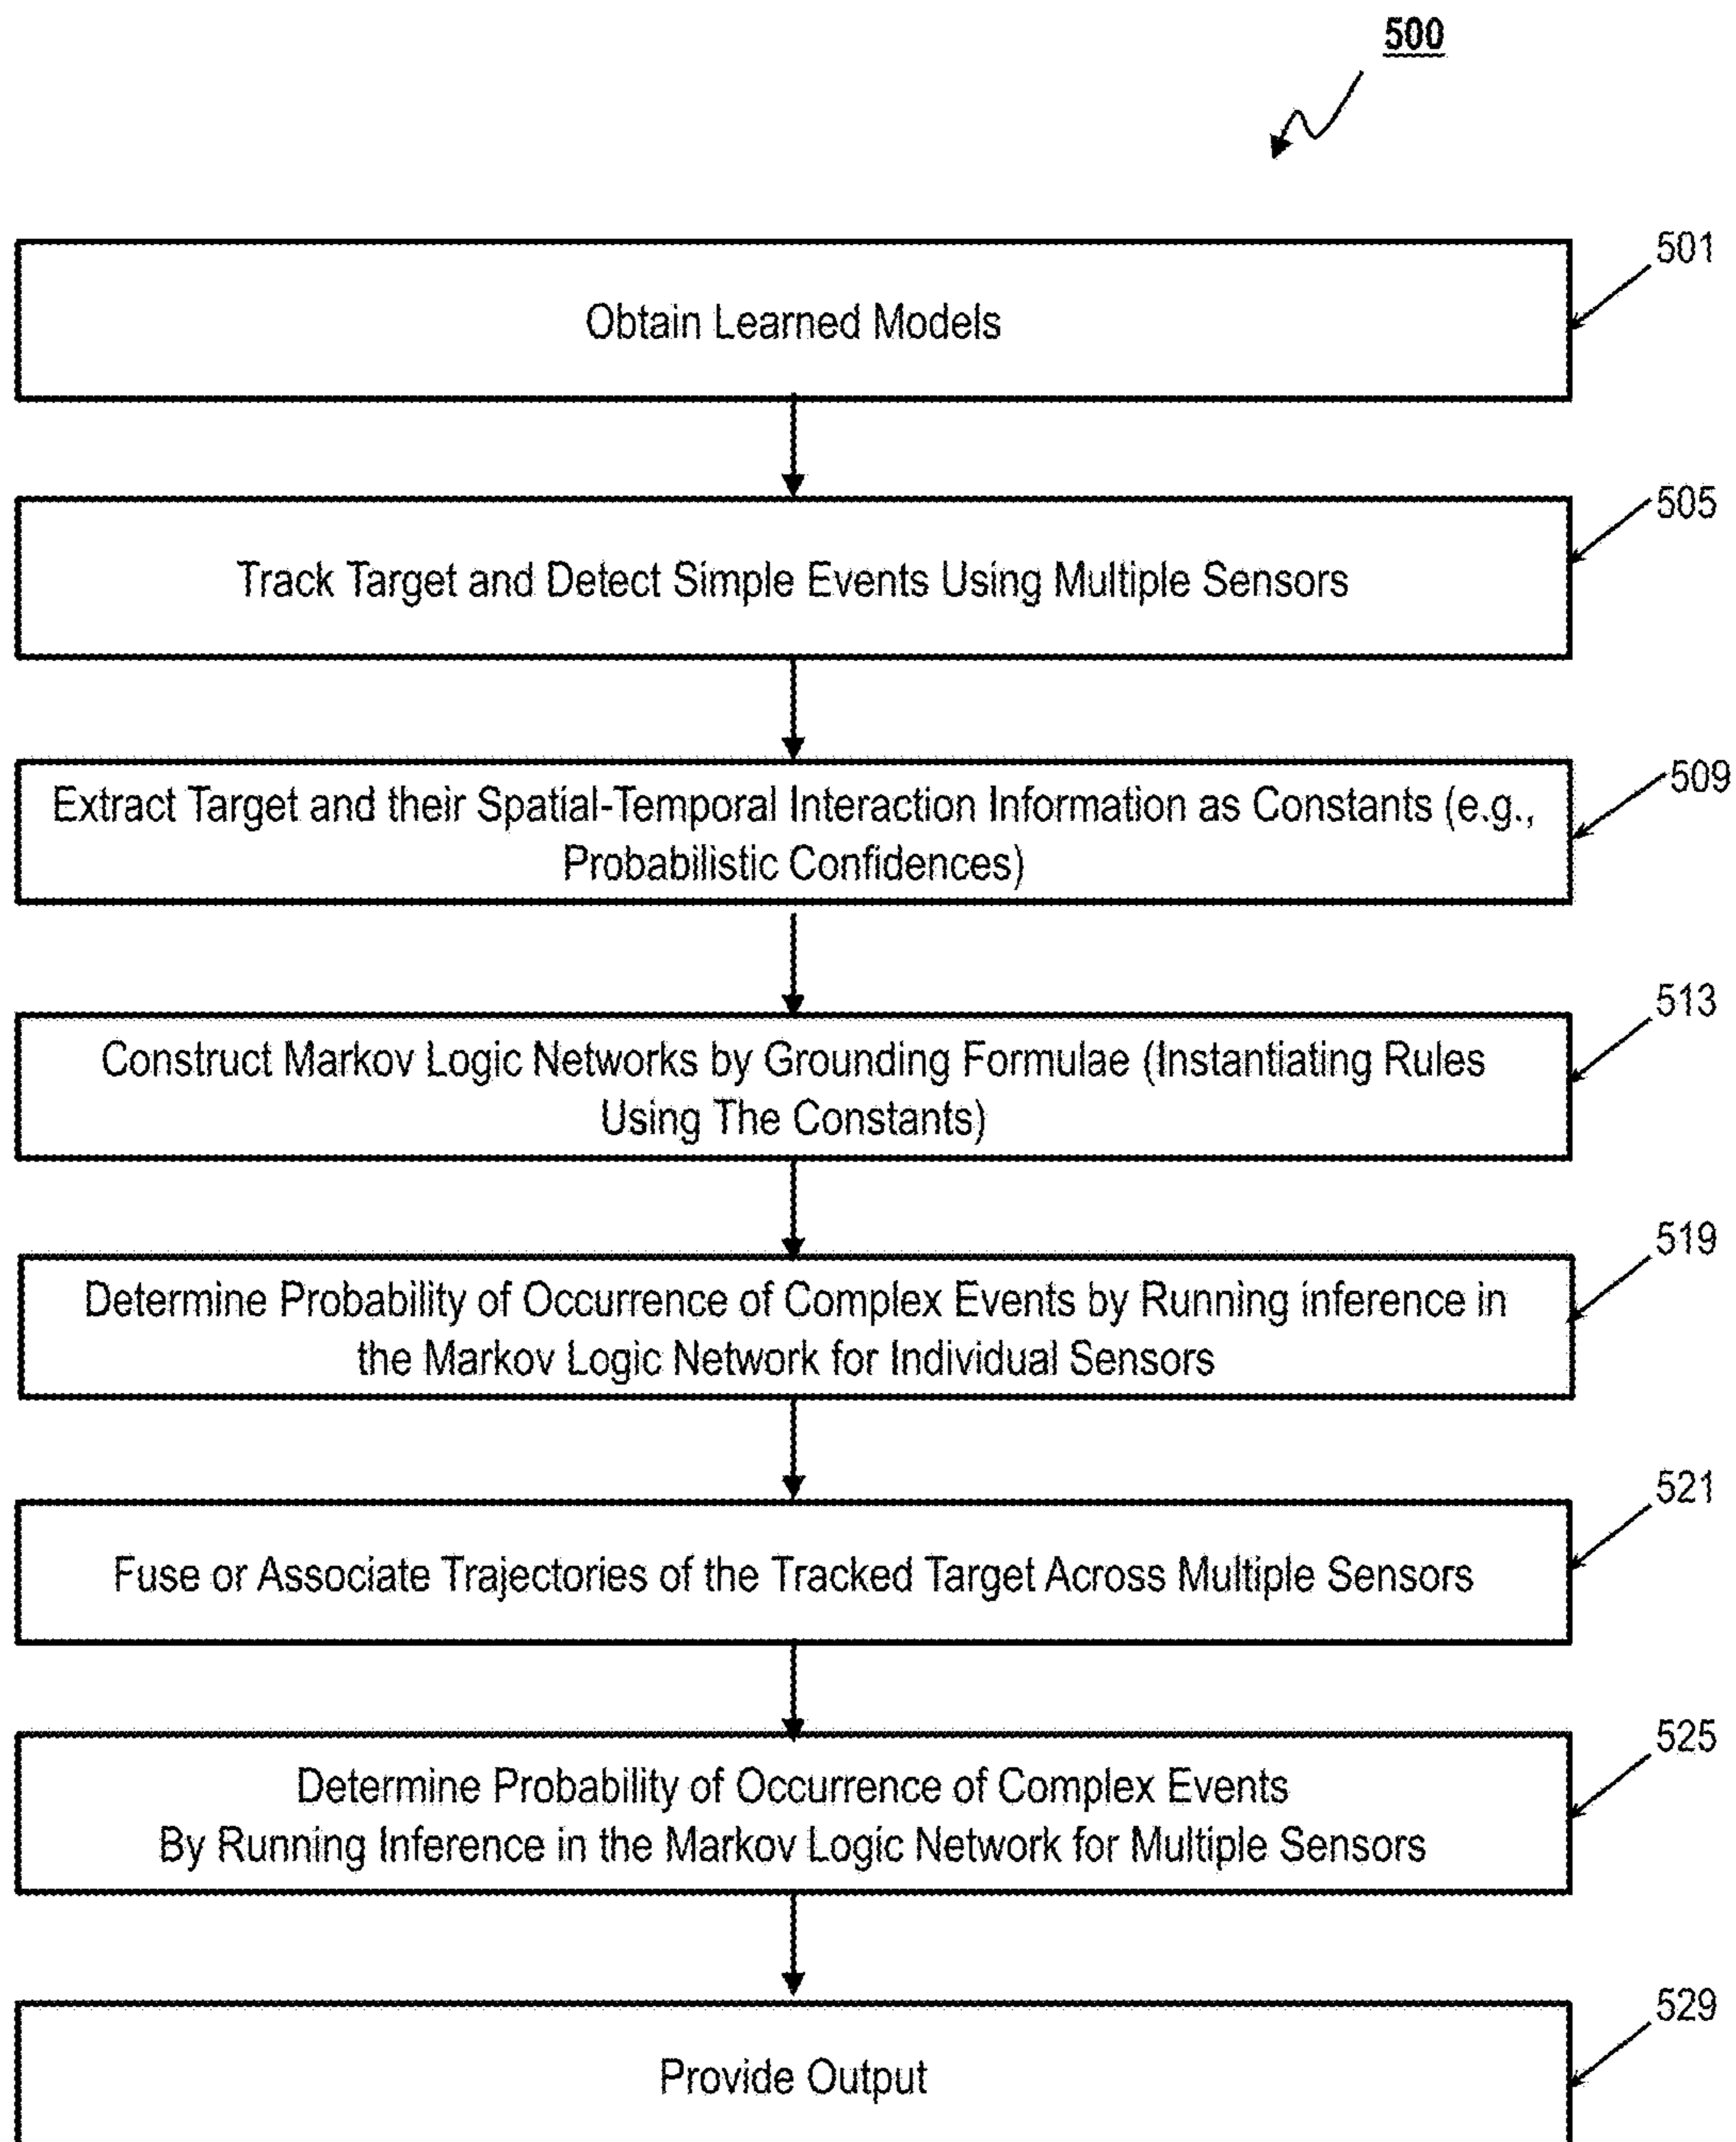 500
501
Obtain Learned Models
505
Track Target and Detect Simple Events Using Multiple Sensors
509
Extract Target and their Spatial-Temporal Interaction Information as Constants (e.g.,
Probabilistic Confidences)
513
Construct Markov Logic Networks by Grounding Formulae (Instantiating Rules
Using The Constants)
519
Determine Probability of Occurrence of Complex Events by Running inference in
the Markov Logic Network for Individual Sensors
521
Fuse or Associate Trajectories of the Tracked Target Across Multiple Sensors
525
Determine Probability of Occurrence of Complex Events
By Running Inference in the Markov Logic Network for Multiple Sensors
529
Provide Output